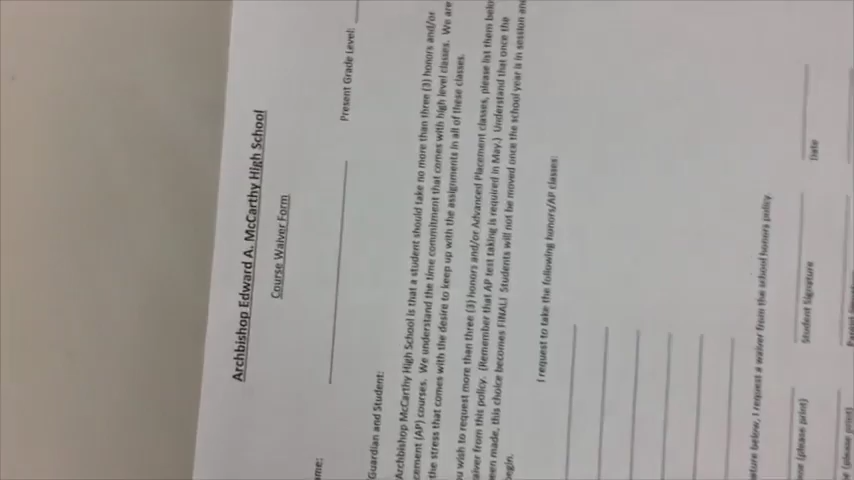 Archbishop Edward A. McCarthy High School
Course Waiver Form
Present Grade Level:
Guardian and Student:
Archbishop McCarthy High School is that a student should take no more than three (3) honors and/or
cement (AP) courses. We understand the time commitment that comes with high level classes. We are
the stress that comes with the desire to keep up with the assignments in all of these classes.
u wish to request more than three (3) honors and/or Advanced Placement classes, please list them belo
aiver from this policy. (Remember that AP test taking is required in May.) Understand that once the
een made, this choice becomes FINAL! Students will not be moved once the school year is in session and
begin.
I request to take the following honors/AP classes:
ature below, I request a waiver from the school honors policy.
(please print) Student Signature Date
(please print) Parent